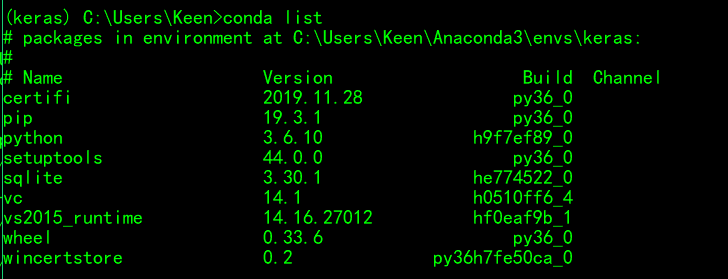 (keras) C:\Users\Keen>conda list
# packages in environment at C:\Users\Keen\Anaconda3\envs\keras:
#
# Name Version Build Channel
certifi 2019.11.28 py36_0
pip 19.3.1 py36_0
python 3.6.10 h9f7ef89_0
setuptools 44.0.0 py36_0
sqlite 3.30.1 he774522_0
vc 14.1 h0510ff6_4
vs2015_runtime 14.16.27012 hf0eaf9b_1
wheel 0.33.6 py36_0
wincertstore 0.2 py36h7fe50ca_0